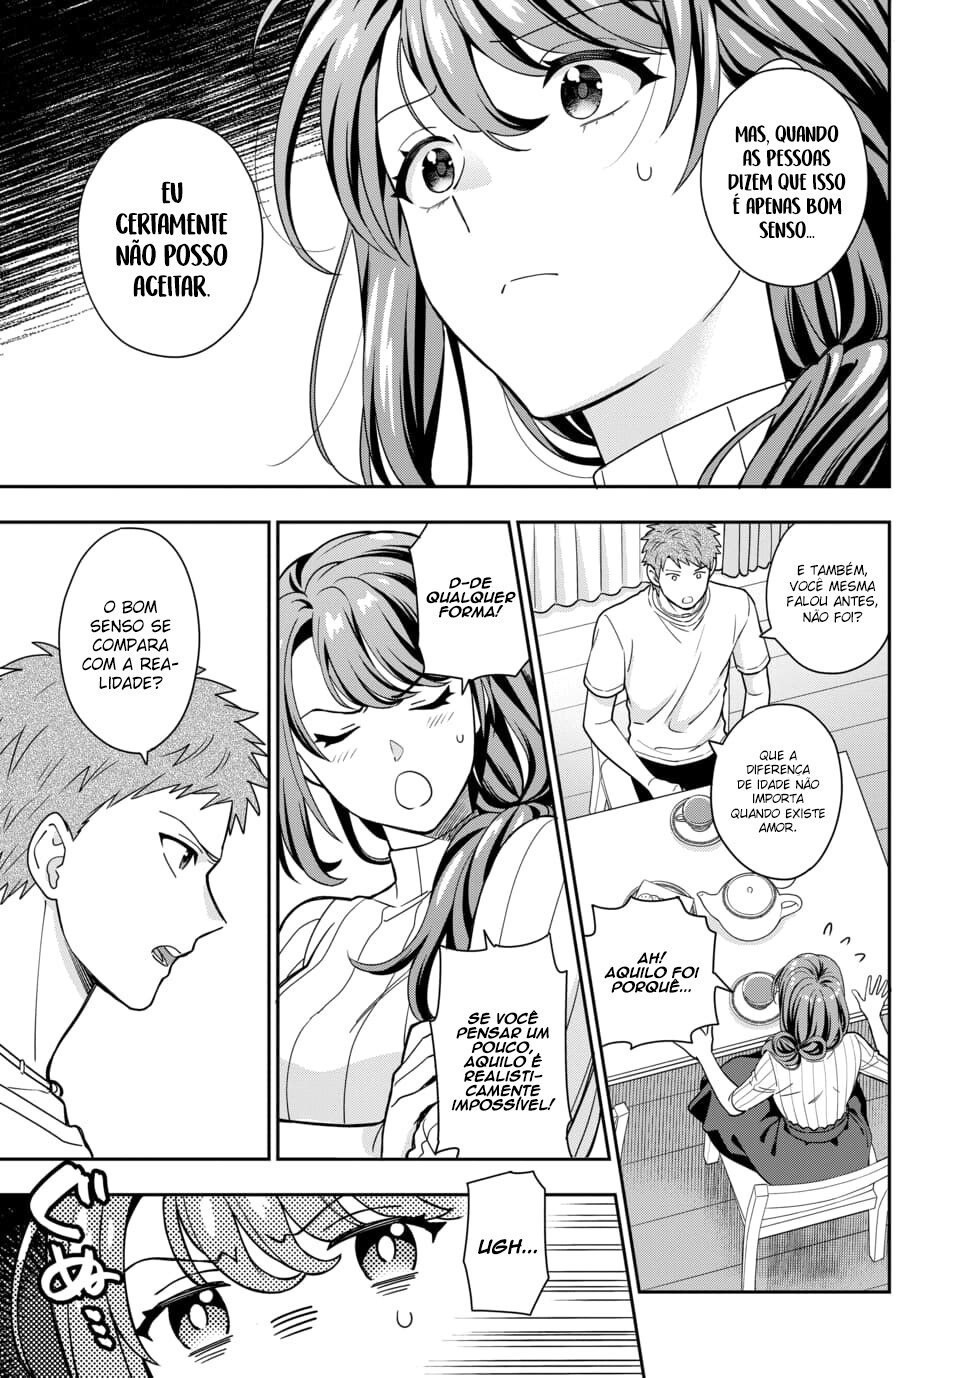 MAS, QUANDO
AS PESSOAS
DIZEM QUE ISSO
É APENAS BOM
SENSO...
EU
CERTAMENTE
NÃO POSSO
ACEITAR.
E TAMBÉM,
VOCÊ MESMA
FALOU ANTES,
NÃO FOI?
QUE A
DIFERENÇA
DE IDADE NÃO
IMPORTA
QUANDO EXISTE
AMOR.
AH!
AQUILO FOI
PORQUÊ...
D-DE
QUALQUER
FORMA!
SE VOCÊ
PENSAR UM
POUCO,
AQUILO É
REALISTI-
CAMENTE
IMPOSSÍVEL!
O BOM
SENSO SE
COMPARA
COM A REA-
LIDADE?
UGH...
ぐぬ…